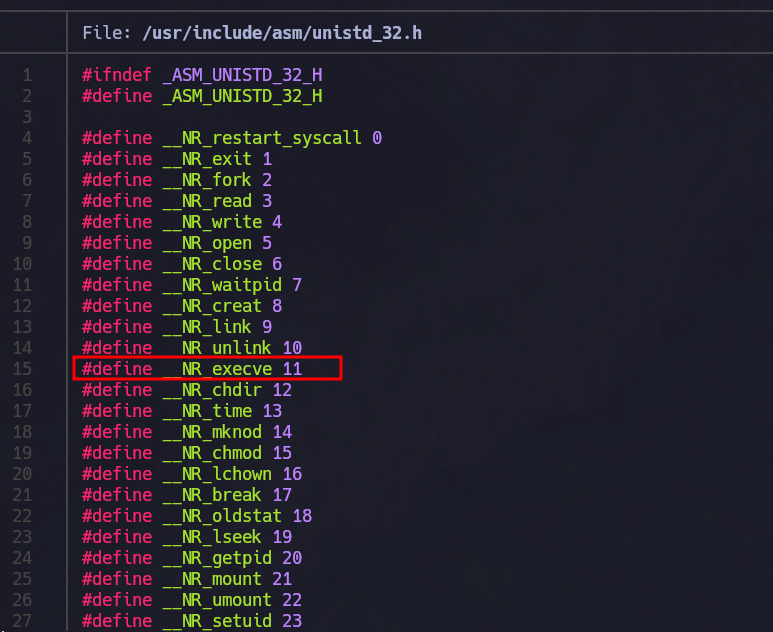 File: /usr/include/asm/unistd_32.h
1 #ifndef _ASM_UNISTD_32_H
2 #define _ASM_UNISTD_32_H
3
4 #define __NR_restart_syscall 0
5 #define __NR_exit 1
6 #define __NR_fork 2
7 #define __NR_read 3
8 #define __NR_write 4
9 #define __NR_open 5
10 #define __NR_close 6
11 #define __NR_waitpid 7
12 #define __NR_creat 8
13 #define __NR_link 9
14 #define __NR_unlink 10
15 #define __NR_execve 11
16 #define __NR_chdir 12
17 #define __NR_time 13
18 #define __NR_mknod 14
19 #define __NR_chmod 15
20 #define __NR_lchown 16
21 #define __NR_break 17
22 #define __NR_oldstat 18
23 #define __NR_lseek 19
24 #define __NR_getpid 20
25 #define __NR_mount 21
26 #define __NR_umount 22
27 #define __NR_setuid 23